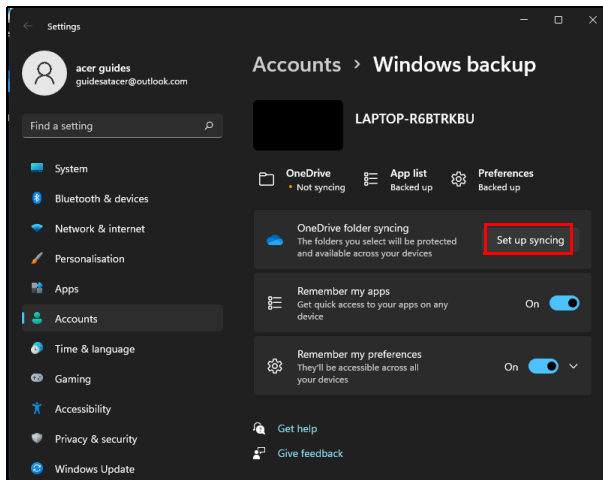 Settings
acer guides
guidesatacer@outlook.com
Find a setting
System
Bluetooth & devices
Network & internet
Personalisation
Apps
Accounts
Time & language
Gaming
Accessibility
Privacy & security
Windows Update
Accounts > Windows backup
LAPTOP-R6BTRKBU
OneDrive
• Not syncing
App list
Backed up
Preferences
Backed up
OneDrive folder syncing
The folders you select will be protected
and available across your devices
Set up syncing
Remember my apps
Get quick access to your apps on any
device
On
Remember my preferences
They'll be accessible across all
your devices
On
Get help
Give feedback